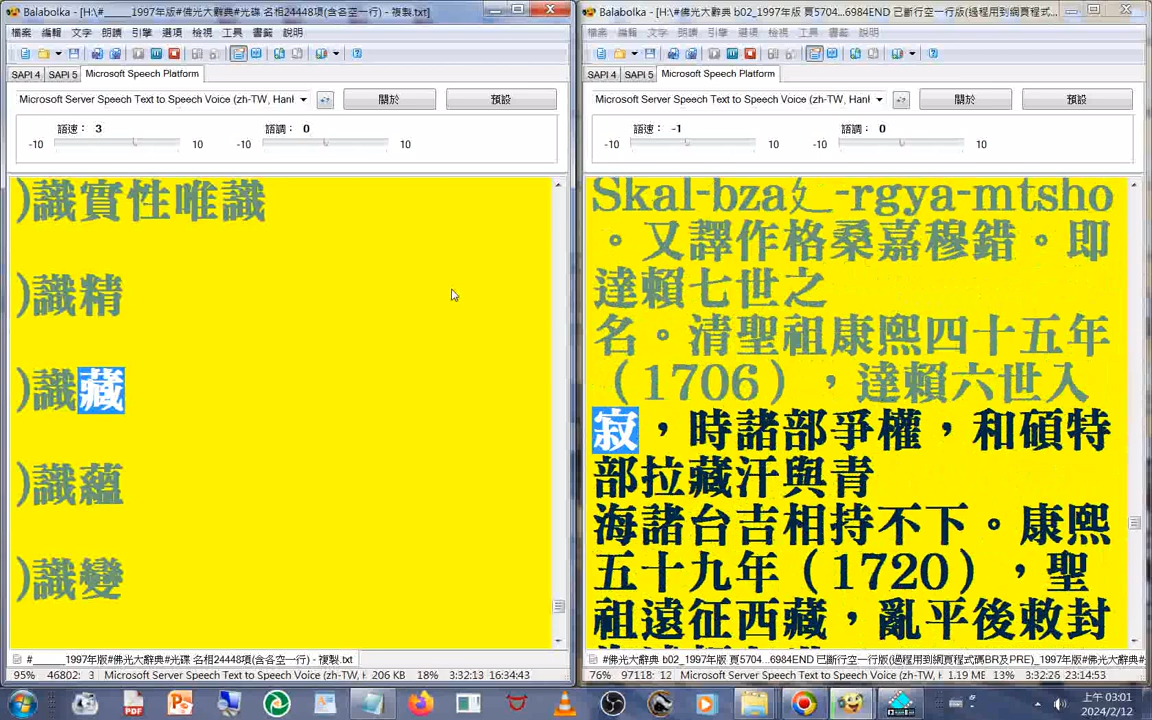 Balabolka - [H:\#_____1997年版#佛光大辭典#光碟 名相24448項(含各空一行) - 複製.txt]
檔案 編輯 文字 朗讀 引擎 選項 檢視 工具 書籤 說明
SAPI 4 SAPI 5 Microsoft Speech Platform
Microsoft Server Speech Text to Speech Voice (zh-TW, Hanl 關於 預設
語速： 3 語調： 0
-10 10 -10 10
)識實性唯識
)識精
)識藏
)識蘊
)識變
#_____1997年版#佛光大辭典#光碟 名相24448項(含各空一行) - 複製.txt
95% 46802: 3 Microsoft Server Speech Text to Speech Voice (zh-TW, H 206 KB 18% 3:32:13 16:34:43
Balabolka - [H:\#佛光大辭典 b02_1997年版 頁5704...6984END 已斷行空一行版(過程用到網頁程式...
檔案 編輯 文字 朗讀 引擎 選項 檢視 工具 書籤 說明
SAPI 4 SAPI 5 Microsoft Speech Platform
Microsoft Server Speech Text to Speech Voice (zh-TW, Hanl 關於 預設
語速： -1 語調： 0
-10 10 -10 10
Skal-bzaㄥ-rgya-mtsho
。又譯作格桑嘉穆錯。即
達賴七世之
名。清聖祖康熙四十五年
（1706），達賴六世入
寂，時諸部爭權，和碩特
部拉藏汗與青
海諸台吉相持不下。康熙
五十九年（1720），聖
祖遠征西藏，亂平後敕封
#佛光大辭典 b02_1997年版 頁5704...6984END 已斷行空一行版(過程用到網頁程式碼BR及PRE)_1997年版#佛光大辭典#
76% 97118: 12 Microsoft Server Speech Text to Speech Voice (zh-TW, H 1.19 ME 13% 3:32:26 23:14:53
上午 03:01
2024/2/12